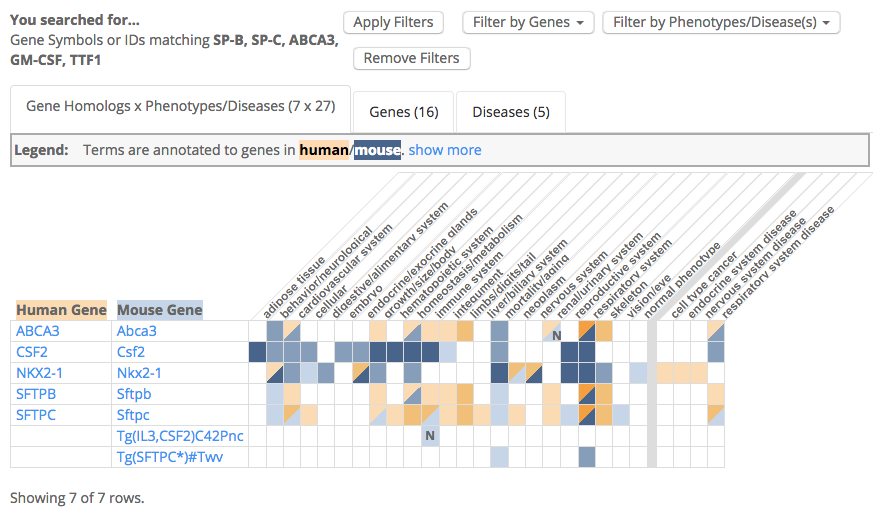 You searched for...
Gene Symbols or IDs matching SP-B, SP-C, ABCA3,
GM-CSF, TTF1
Apply Filters
Filter by Genes
Filter by Phenotypes/Disease(s)
Remove Filters
Gene Homologs x Phenotypes/Diseases (7 x 27)
Genes (16)
Diseases (5)
Legend: Terms are annotated to genes in human/mouse. show more
adipose tissue
behavior/neurological
cardiovascular system
cellular
digestive/alimentary system
embryo
endocrine/exocrine glands
growth/size/body
hematopoietic system
homeostasis/metabolism
immune system
integument
limbs/digits/tail
liver/biliary system
mortality/aging
neoplasm
nervous system
renal/urinary system
reproductive system
respiratory system
skeleton
vision/eye
normal phenotype
cell type cancer
endocrine system disease
nervous system disease
respiratory system disease
Human Gene Mouse Gene
ABCA3 Abca3 N
CSF2 Csf2
NKX2-1 Nkx2-1
SFTPB Sftpb
SFTPC Sftpc
Tg(IL3,CSF2)C42Pnc N
Tg(SFTPC*)#Twv
Showing 7 of 7 rows.